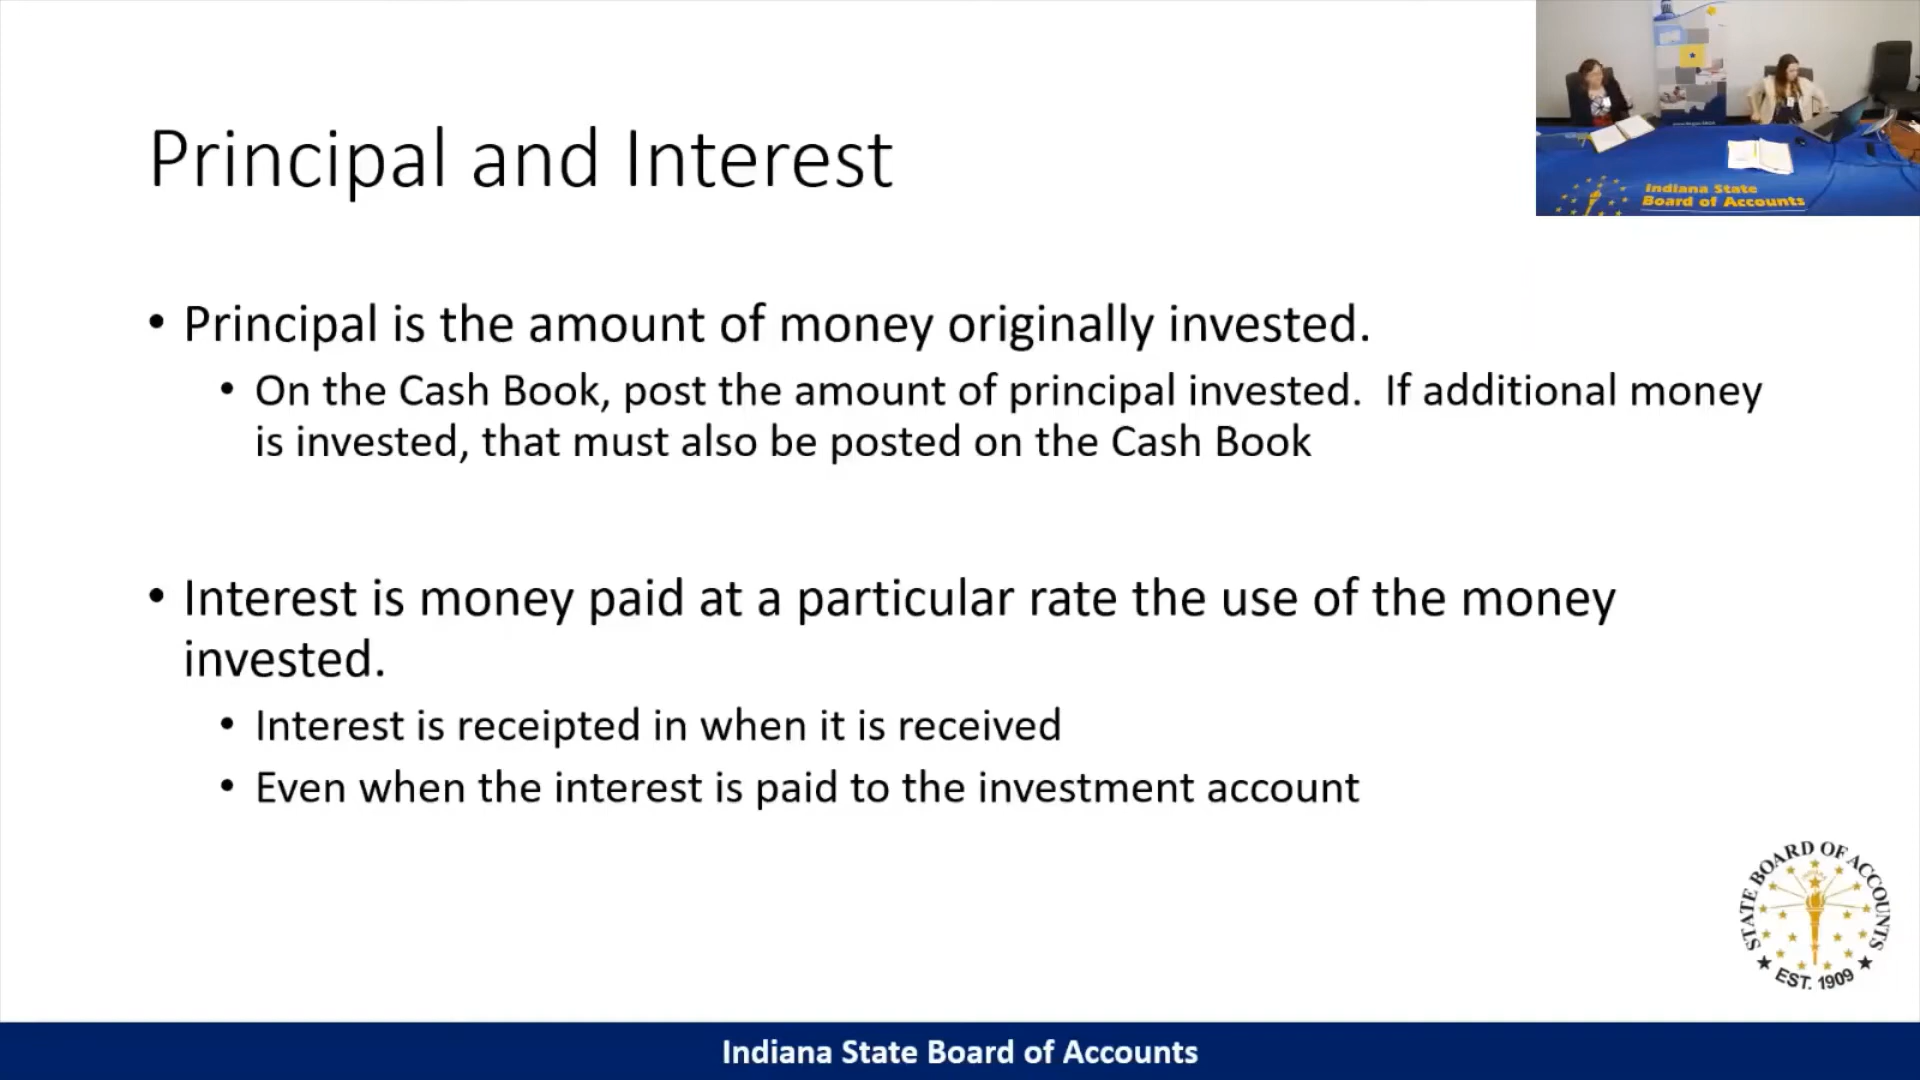 Principal and Interest
• Principal is the amount of money originally invested.
• On the Cash Book, post the amount of principal invested.  If additional money
is invested, that must also be posted on the Cash Book
• Interest is money paid at a particular rate the use of the money
invested.
• Interest is receipted in when it is received
• Even when the interest is paid to the investment account
Indiana State
Board of Accounts
STATE BOARD OF ACCOUNTS
EST. 1909
Indiana State Board of Accounts